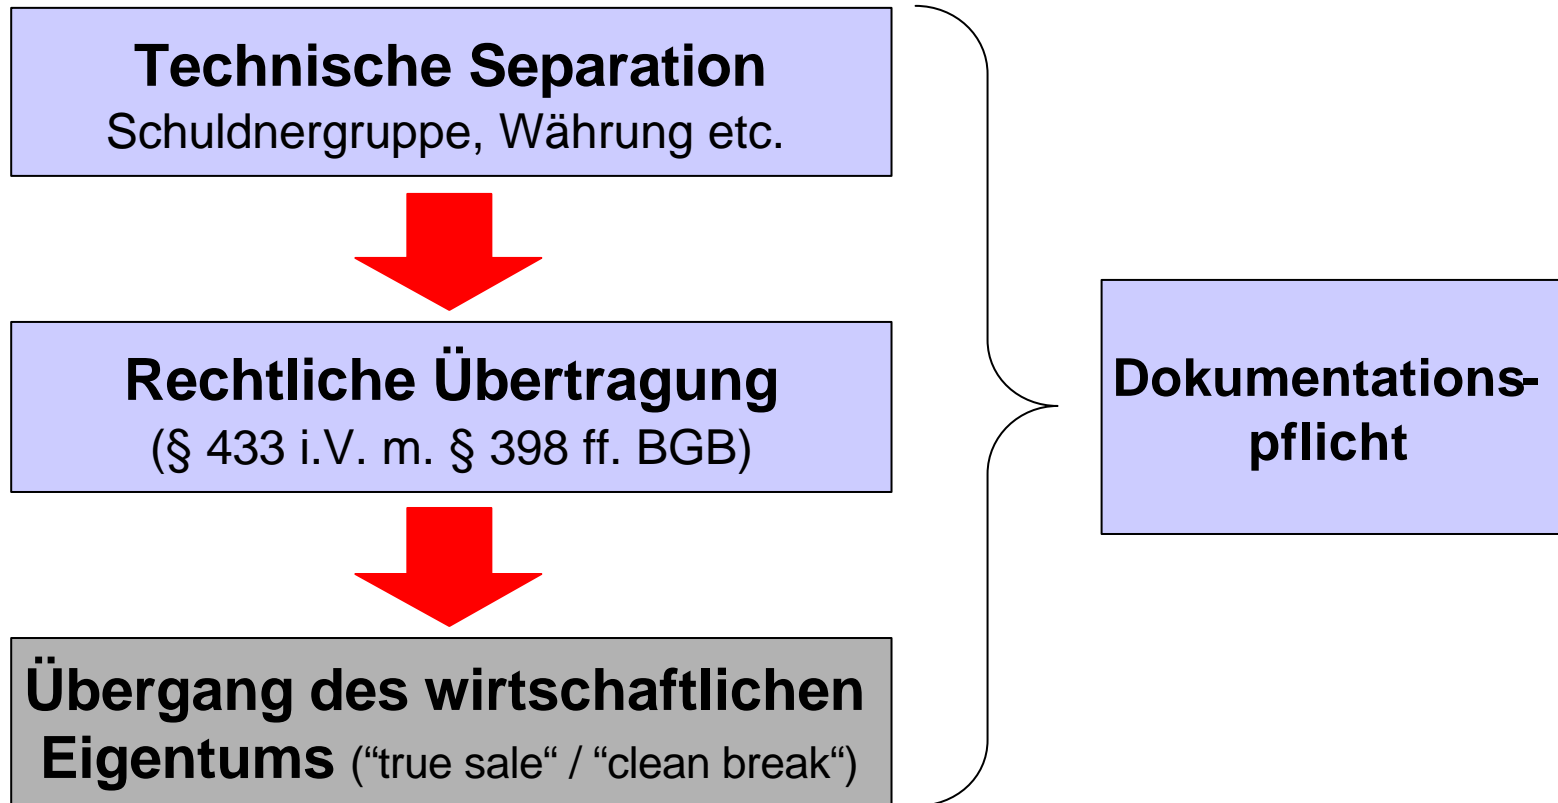 Technische Separation
Schuldnergruppe, Währung etc.
Rechtliche Übertragung
(§ 433 i.V. m. § 398 ff. BGB)
Übergang des wirtschaftlichen
Eigentums (“true sale“ / “clean break“)
Dokumentations-
pflicht